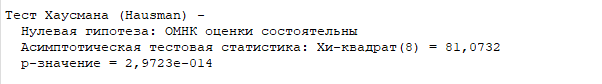 Тест Хаусмана (Hausman) -
Нулевая гипотеза: ОМНК оценки состоятельны
Асимптотическая тестовая статистика: Хи-квадрат(8) = 81,0732
р-значение = 2,9723e-014